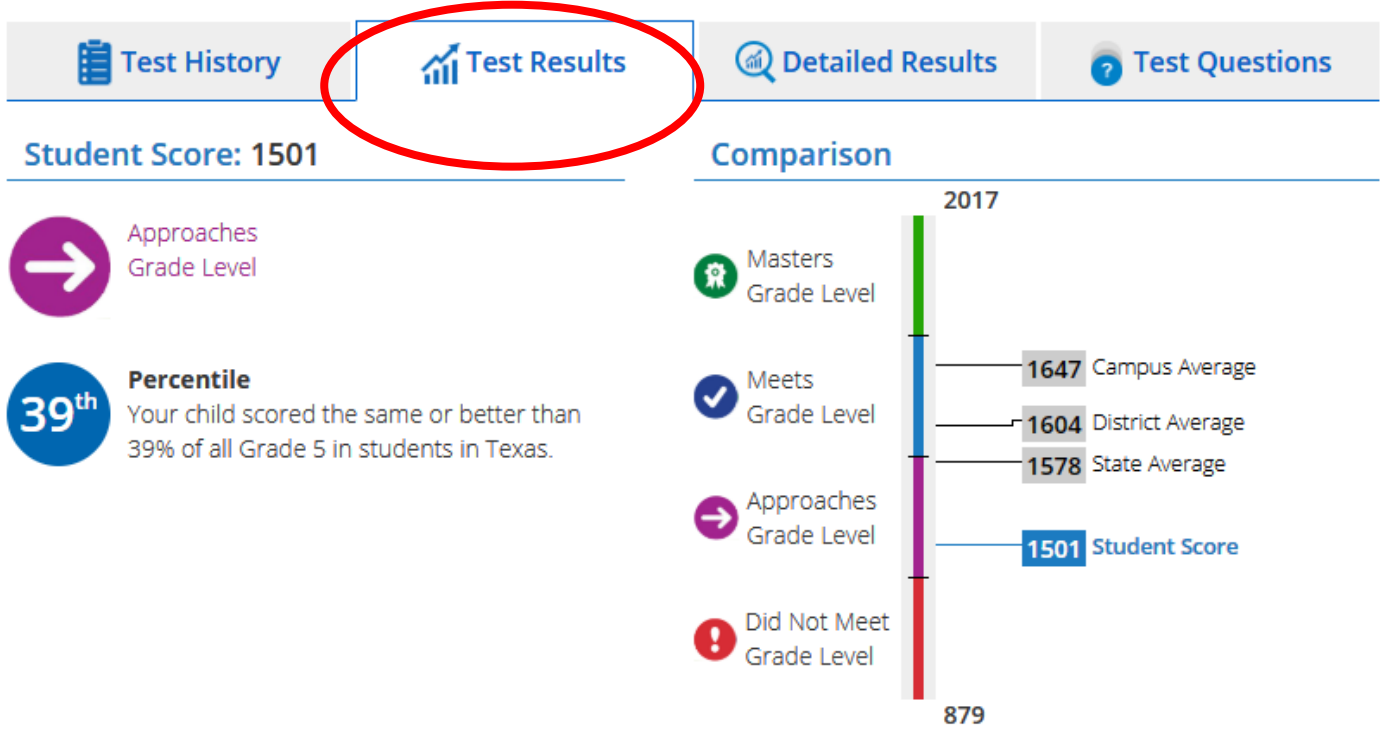 Test History
Test Results
Detailed Results
? Test Questions
Student Score: 1501
Approaches
Grade Level
39th
Percentile
Your child scored the same or better than
39% of all Grade 5 in students in Texas.
Comparison
2017
Masters
Grade Level
Meets
Grade Level
Approaches
Grade Level
Did Not Meet
Grade Level
1647 Campus Average
1604 District Average
1578 State Average
1501 Student Score
879